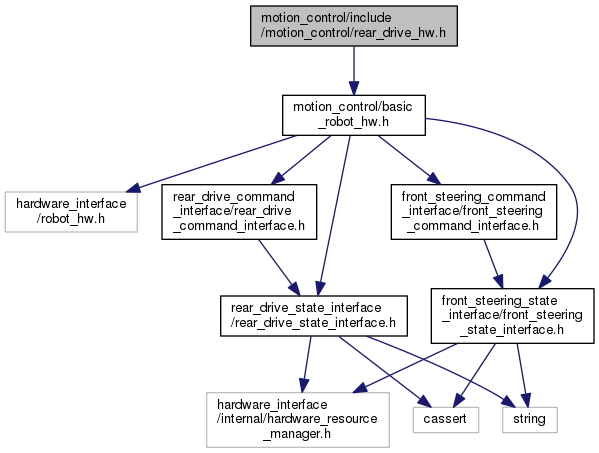 motion_control/include
/motion_control/rear_drive_hw.h
motion_control/basic
_robot_hw.h
hardware_interface
/robot_hw.h
rear_drive_command
_interface/rear_drive
_command_interface.h
front_steering_command
_interface/front_steering
_command_interface.h
rear_drive_state_interface
/rear_drive_state_interface.h
front_steering_state
_interface/front_steering
_state_interface.h
hardware_interface
/internal/hardware_resource
_manager.h
cassert
string